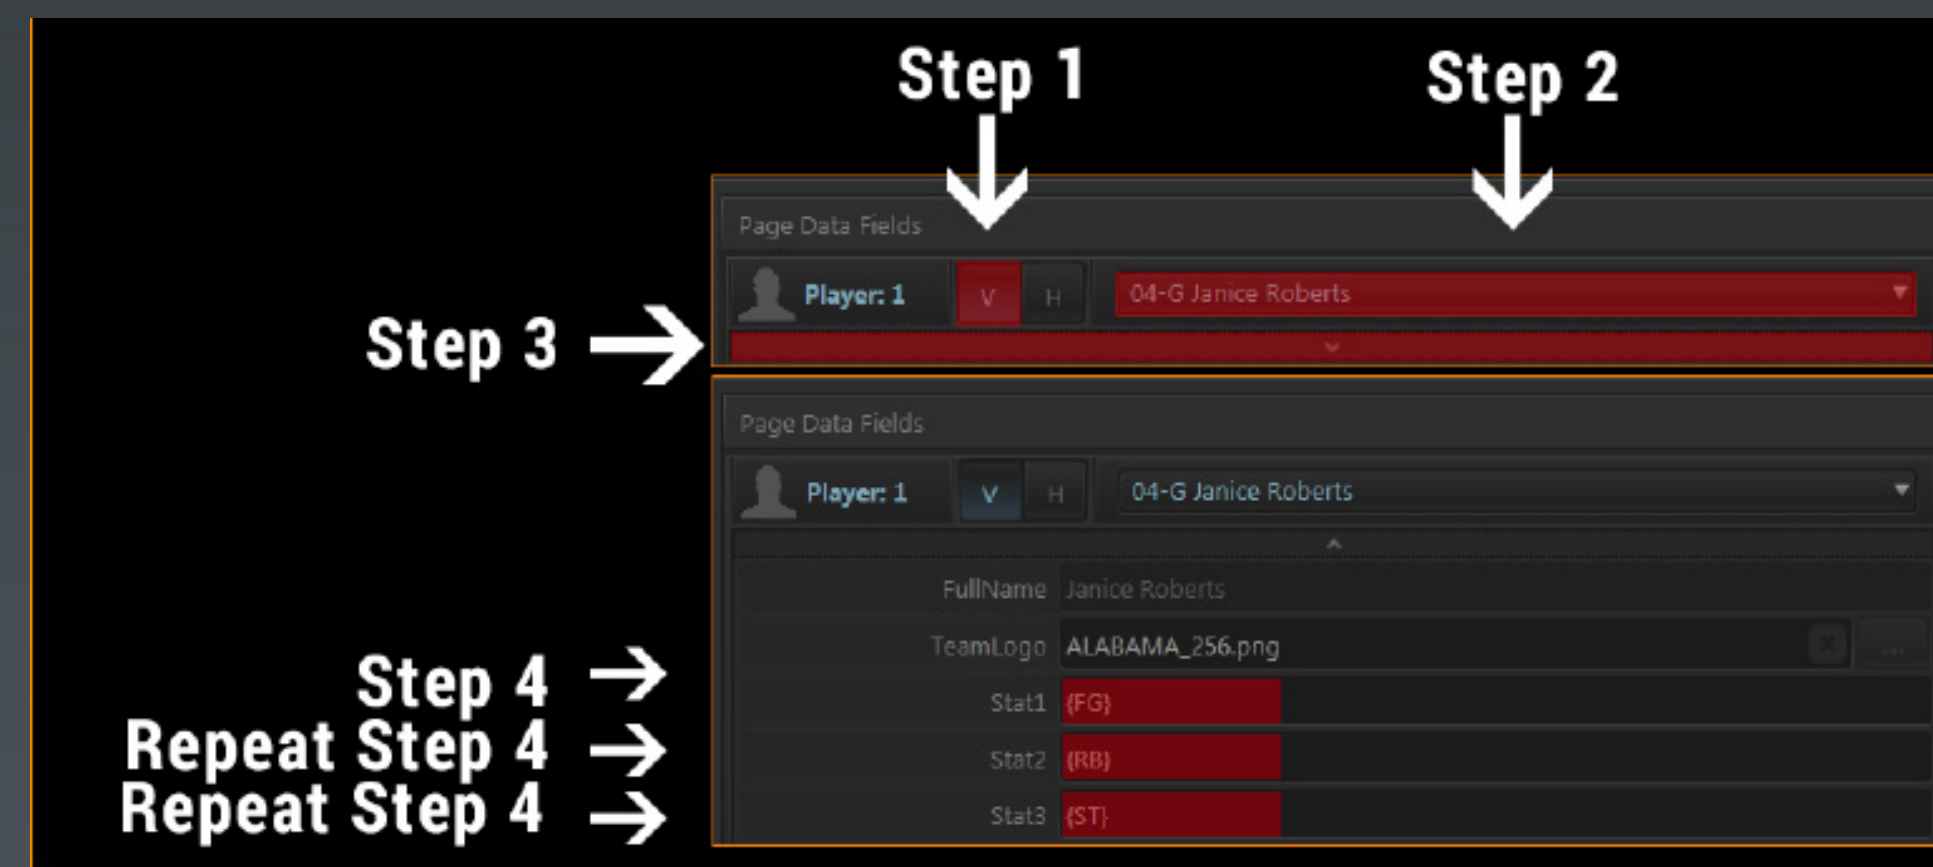 Step 1
Step 2
Page Data Fields
Player: 1 V H 04-G Janice Roberts
Step 3
Page Data Fields
Player: 1 V H 04-G Janice Roberts
FullName Janice Roberts
TeamLogo ALABAMA_256.png ...
Step 4
Stat1 {FG}
Repeat Step 4
Stat2 {RB}
Repeat Step 4
Stat3 {ST}